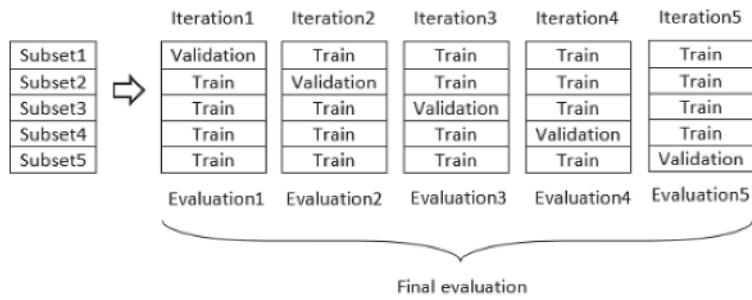 Iteration1 Iteration2 Iteration3 Iteration4 Iteration5
Subset1 Validation Train Train Train Train
Subset2 Train Validation Train Train Train
Subset3 Train Train Validation Train Train
Subset4 Train Train Train Validation Train
Subset5 Train Train Train Train Validation
Evaluation1 Evaluation2 Evaluation3 Evaluation4 Evaluation5
Final evaluation